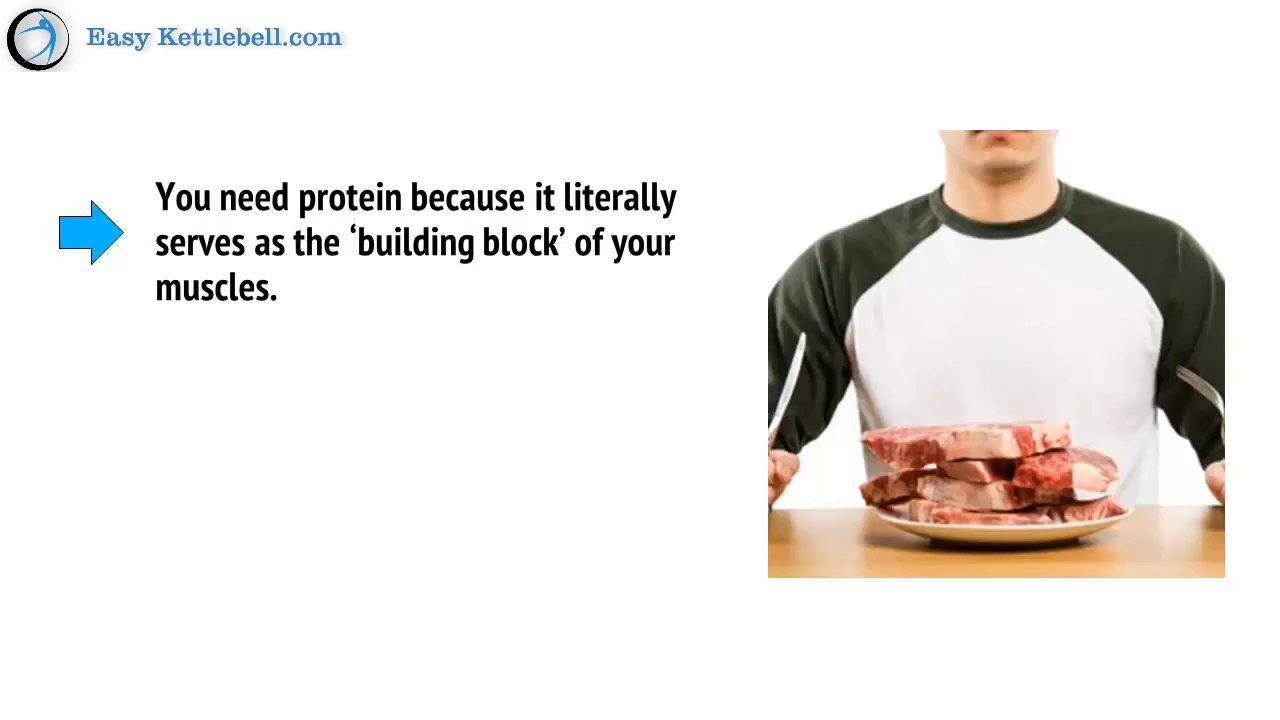 Easy Kettlebell.com
You need protein because it literally
serves as the ‘building block’ of your
muscles.